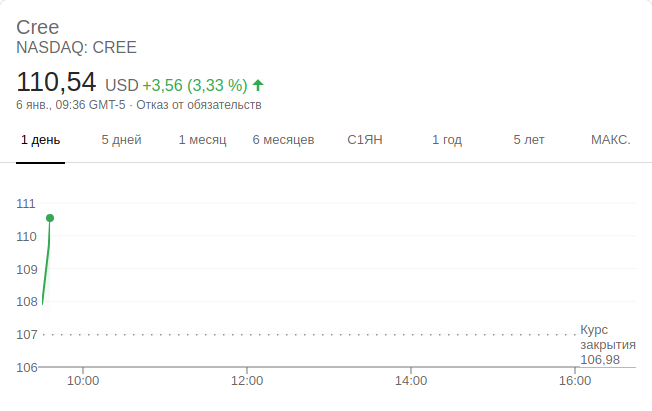 Cree
NASDAQ: CREE
110,54 USD +3,56 (3,33 %)
6 янв., 09:36 GMT-5 · Отказ от обязательств
1 день 5 дней 1 месяц 6 месяцев С1ЯН 1 год 5 лет МАКС.
111
110
109
108
107
Курс
закрытия
106,98
106
10:00 12:00 14:00 16:00